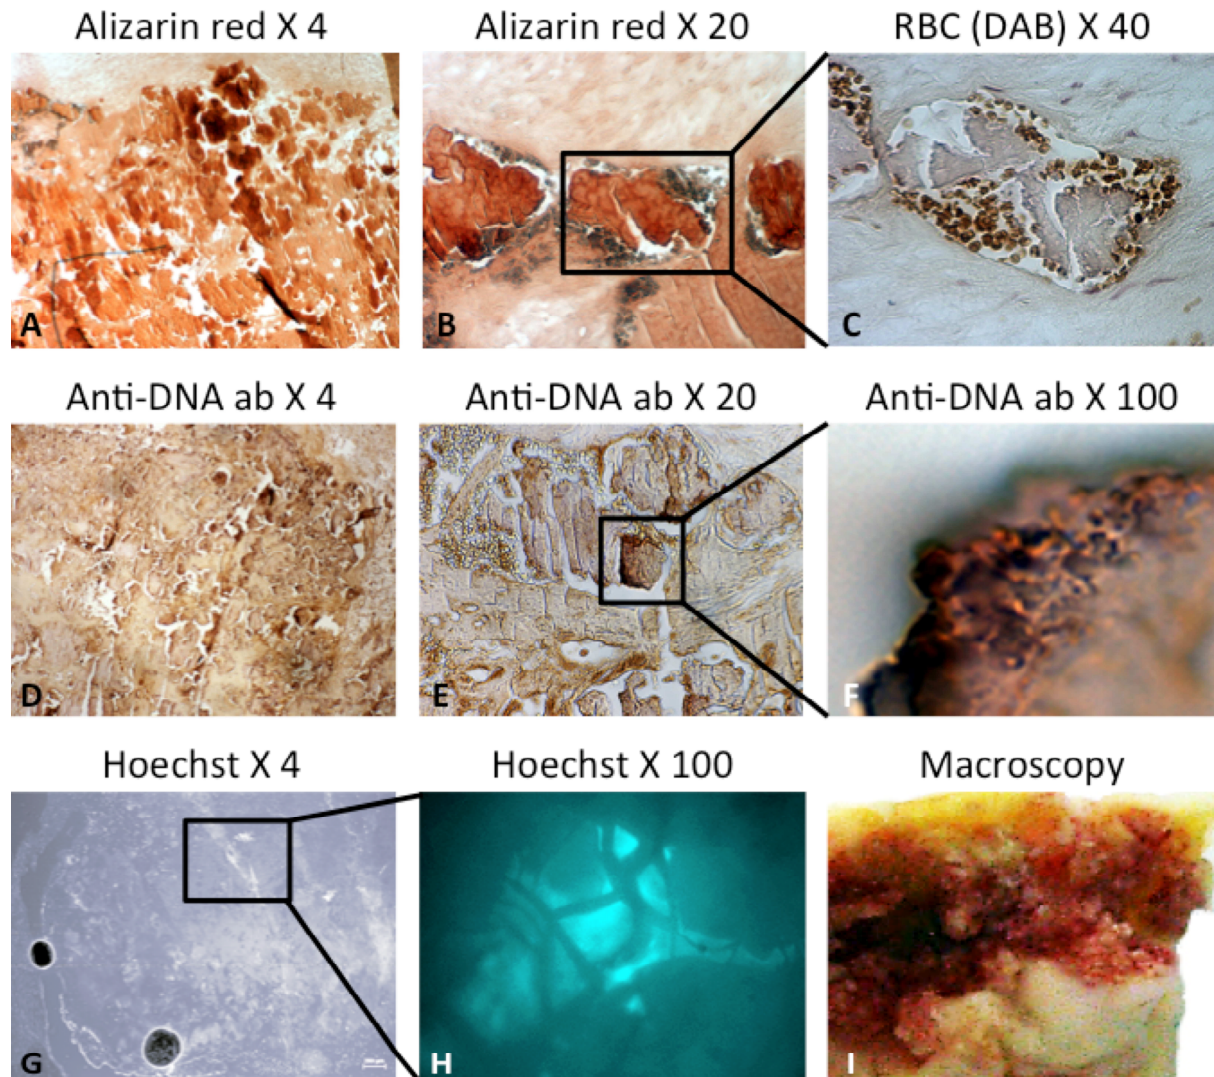 Alizarin red X 4
Alizarin red X 20
RBC (DAB) X 40
A
B
C
Anti-DNA ab X 4
Anti-DNA ab X 20
Anti-DNA ab X 100
D
E
F
Hoechst X 4
Hoechst X 100
Macroscopy
G
H
I